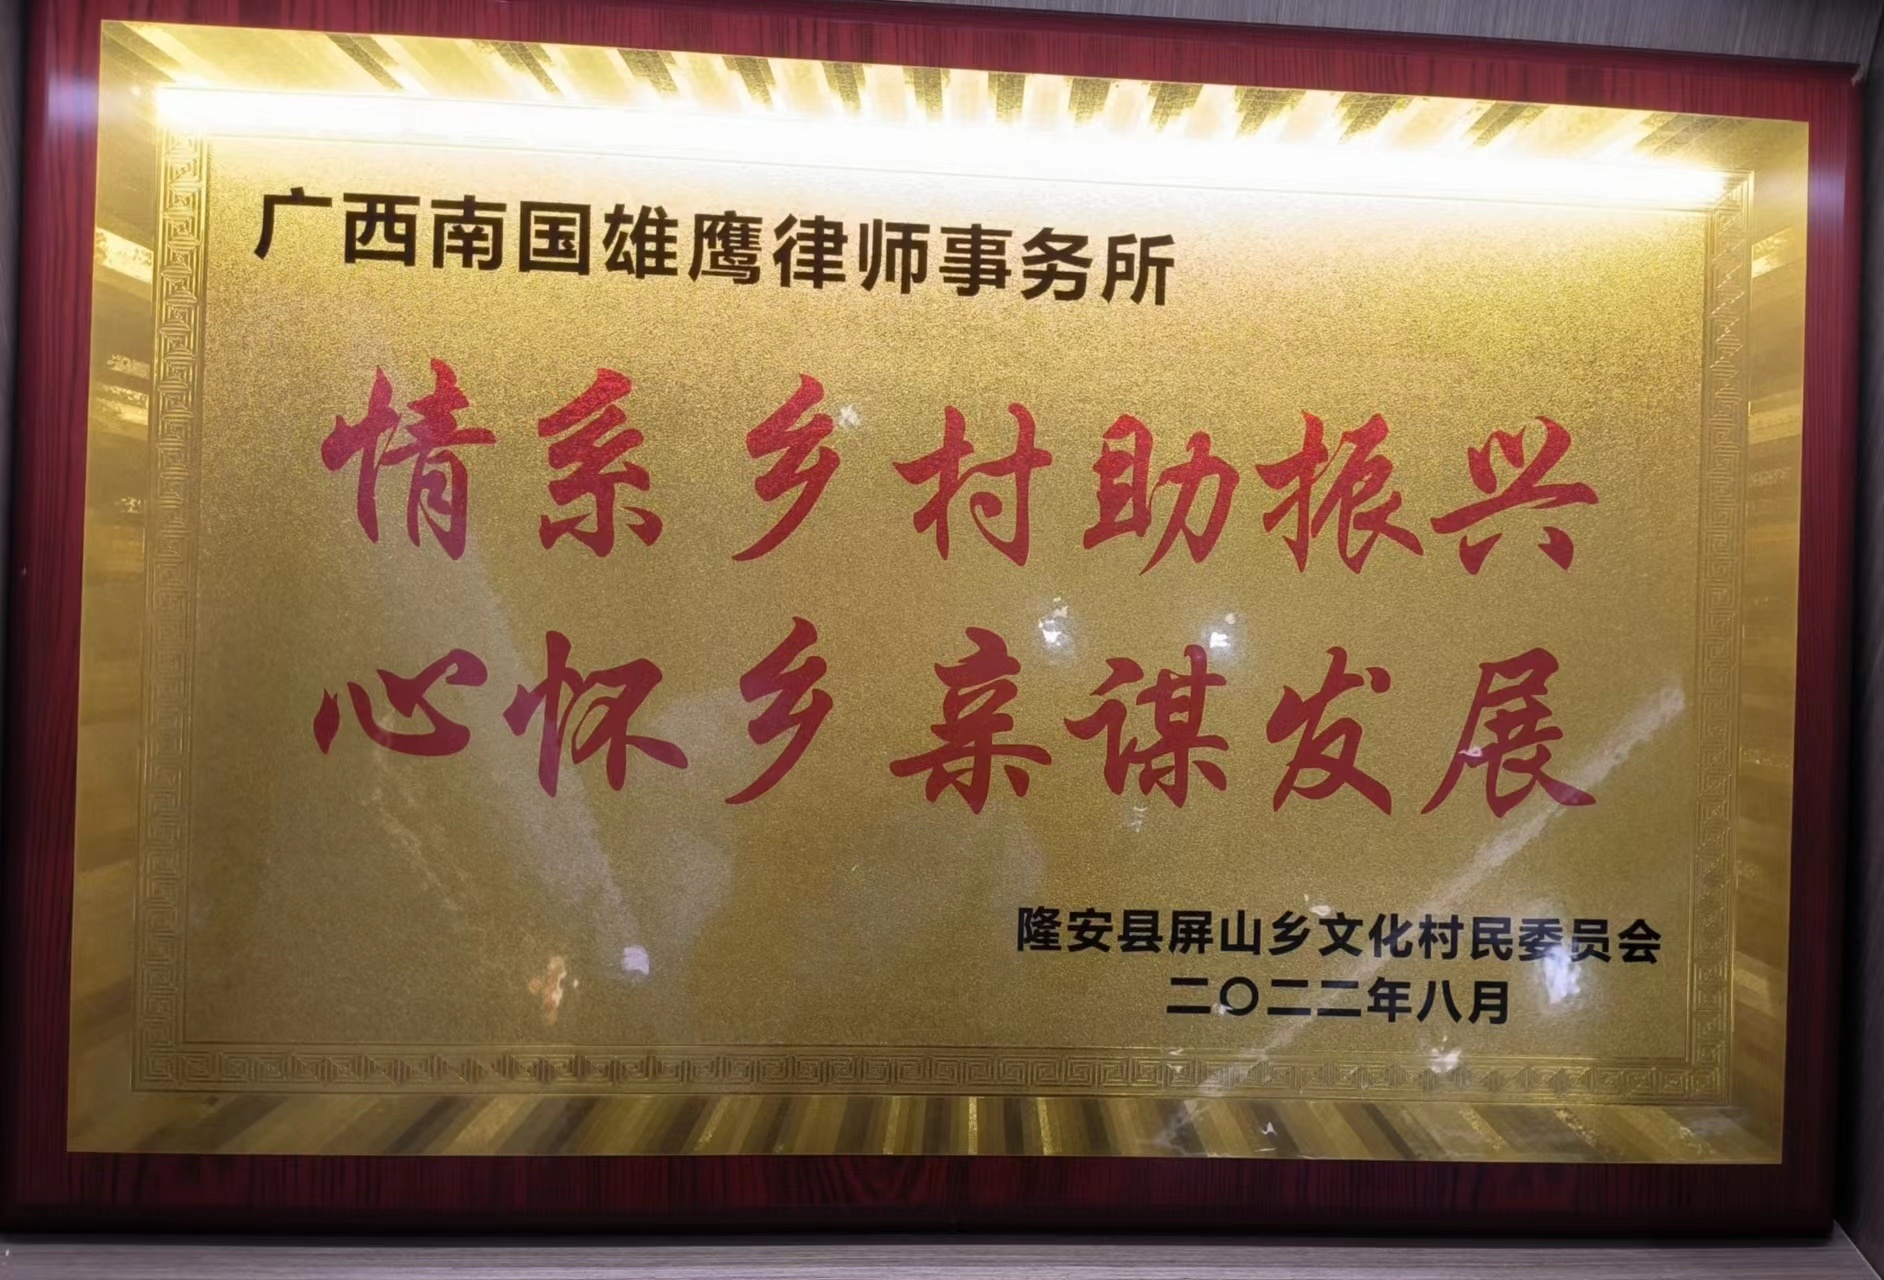 广西南国雄鹰律师事务所
情系乡村助振兴
心怀乡亲谋发展
隆安县屏山乡文化村民委员会
二〇二二年八月